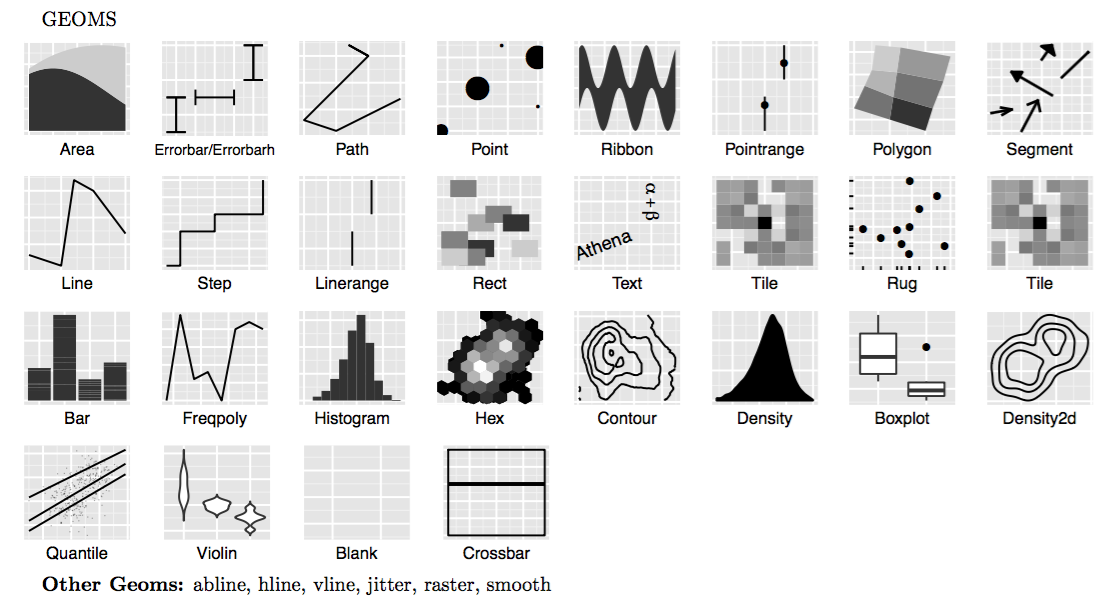 GEOMS
Area Errorbar/Errorbarh Path Point Ribbon Pointrange Polygon Segment
α + β
Athena
Line Step Linerange Rect Text Tile Rug Tile
Bar Freqpoly Histogram Hex Contour Density Boxplot Density2d
Quantile Violin Blank Crossbar
Other Geoms: abline, hline, vline, jitter, raster, smooth